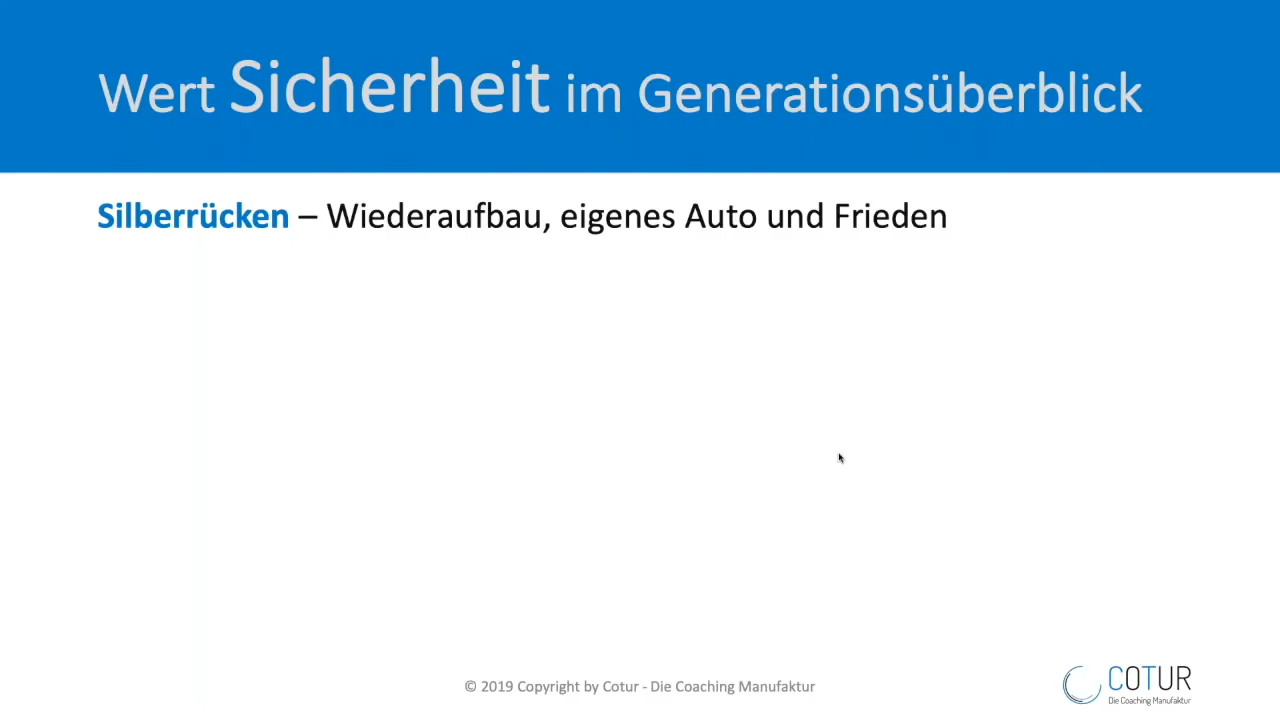 Wert Sicherheit im Generationsüberblick
Silberrücken – Wiederaufbau, eigenes Auto und Frieden
© 2019 Copyright by Cotur - Die Coaching Manufaktur
COTUR
Die Coaching Manufaktur